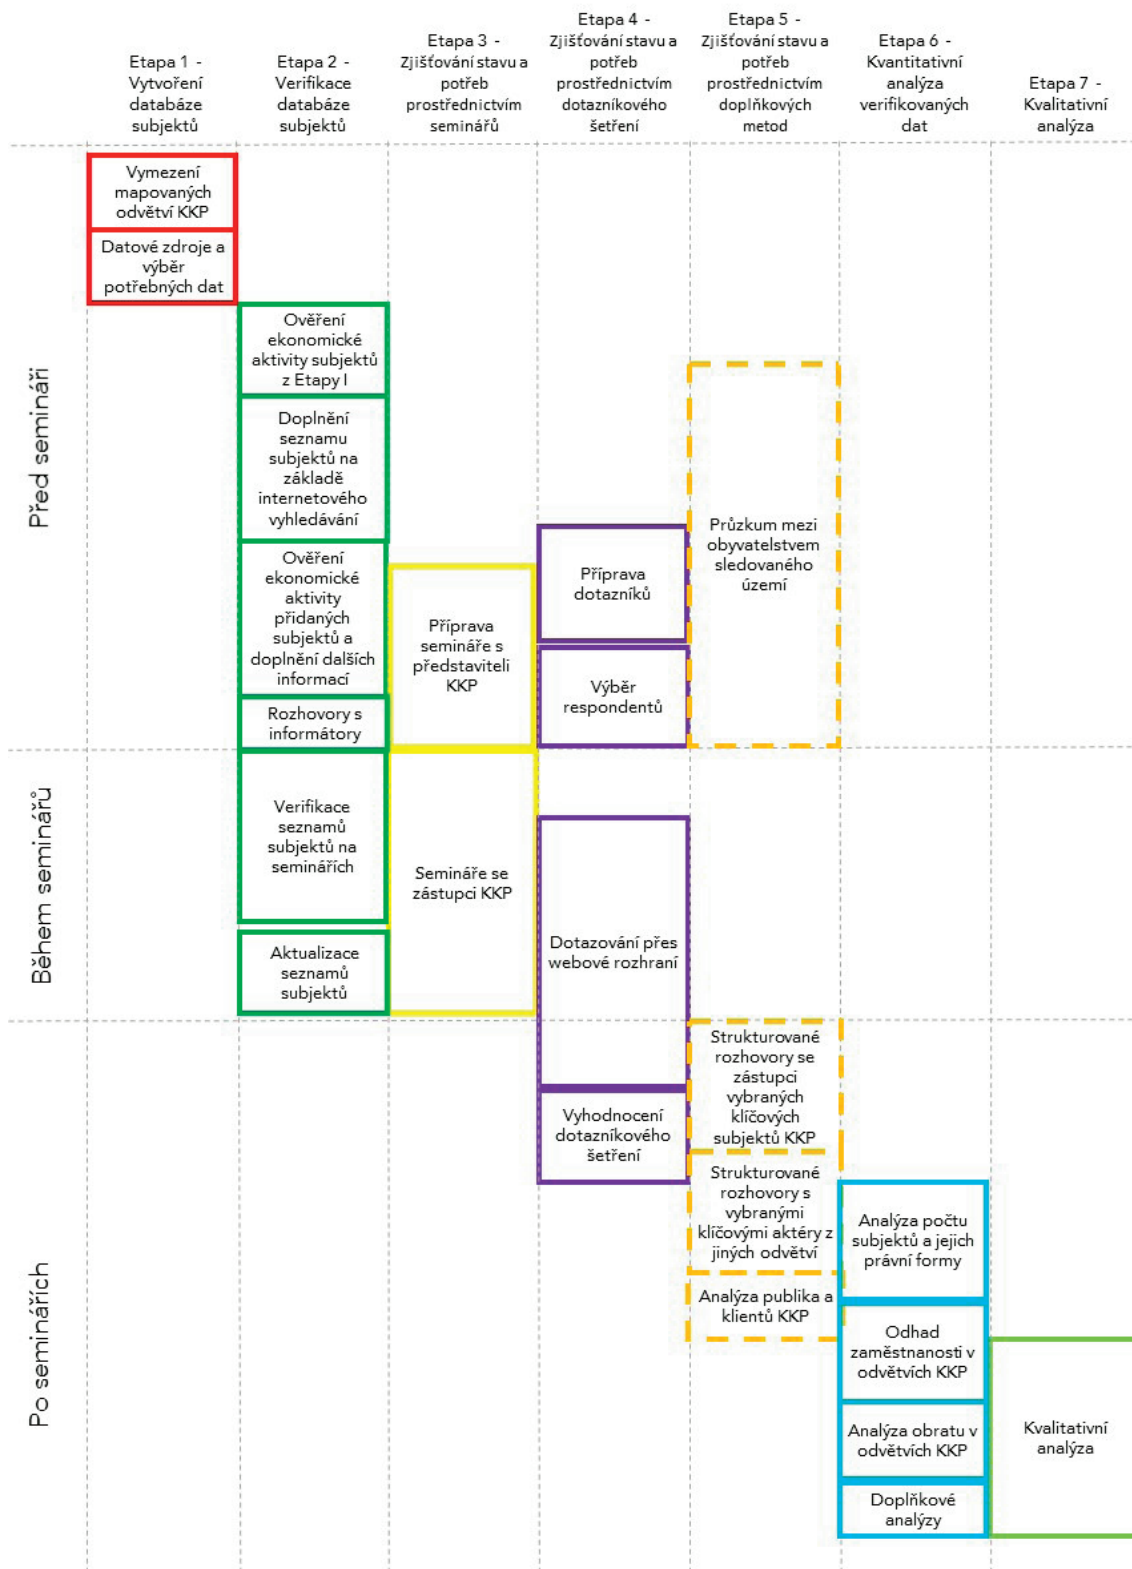 Etapa 1 -
Vytvoření
databáze
subjektů
Etapa 2 -
Verifikace
databáze
subjektů
Etapa 3 -
Zjišťování stavu a
potřeb
prostřednictvím
seminářů
Etapa 4 -
Zjišťování stavu a
potřeb
prostřednictvím
dotazníkového
šetření
Etapa 5 -
Zjišťování stavu a
potřeb
prostřednictvím
doplňkových
metod
Etapa 6 -
Kvantitativní
analýza
verifikovaných
dat
Etapa 7 -
Kvalitativní
analýza
Před semináři
Vymezení
mapovaných
odvětví KKP
Datové zdroje a
výběr
potřebných dat
Ověření
ekonomické
aktivity subjektů
z Etapy I
Doplnění
seznamu
subjektů na
základě
internetového
vyhledávání
Ověření
ekonomické
aktivity
přidaných
subjektů a
doplnění dalších
informací
Rozhovory s
informátory
Příprava
semináře s
představiteli
KKP
Příprava
dotazníků
Výběr
respondentů
Průzkum mezi
obyvatelstvem
sledovaného
území
Během seminářů
Verifikace
seznamů
subjektů na
seminářích
Aktualizace
seznamů
subjektů
Semináře se
zástupci KKP
Dotazování přes
webové rozhraní
Po seminářích
Vyhodnocení
dotazníkového
šetření
Strukturované
rozhovory se
zástupci
vybraných
klíčových
subjektů KKP
Strukturované
rozhovory s
vybranými
klíčovými aktéry z
jiných odvětví
Analýza publika a
klientů KKP
Analýza počtu
subjektů a jejich
právní formy
Odhad
zaměstnanosti v
odvětvích KKP
Analýza obratu v
odvětvích KKP
Doplňkové
analýzy
Kvalitativní
analýza